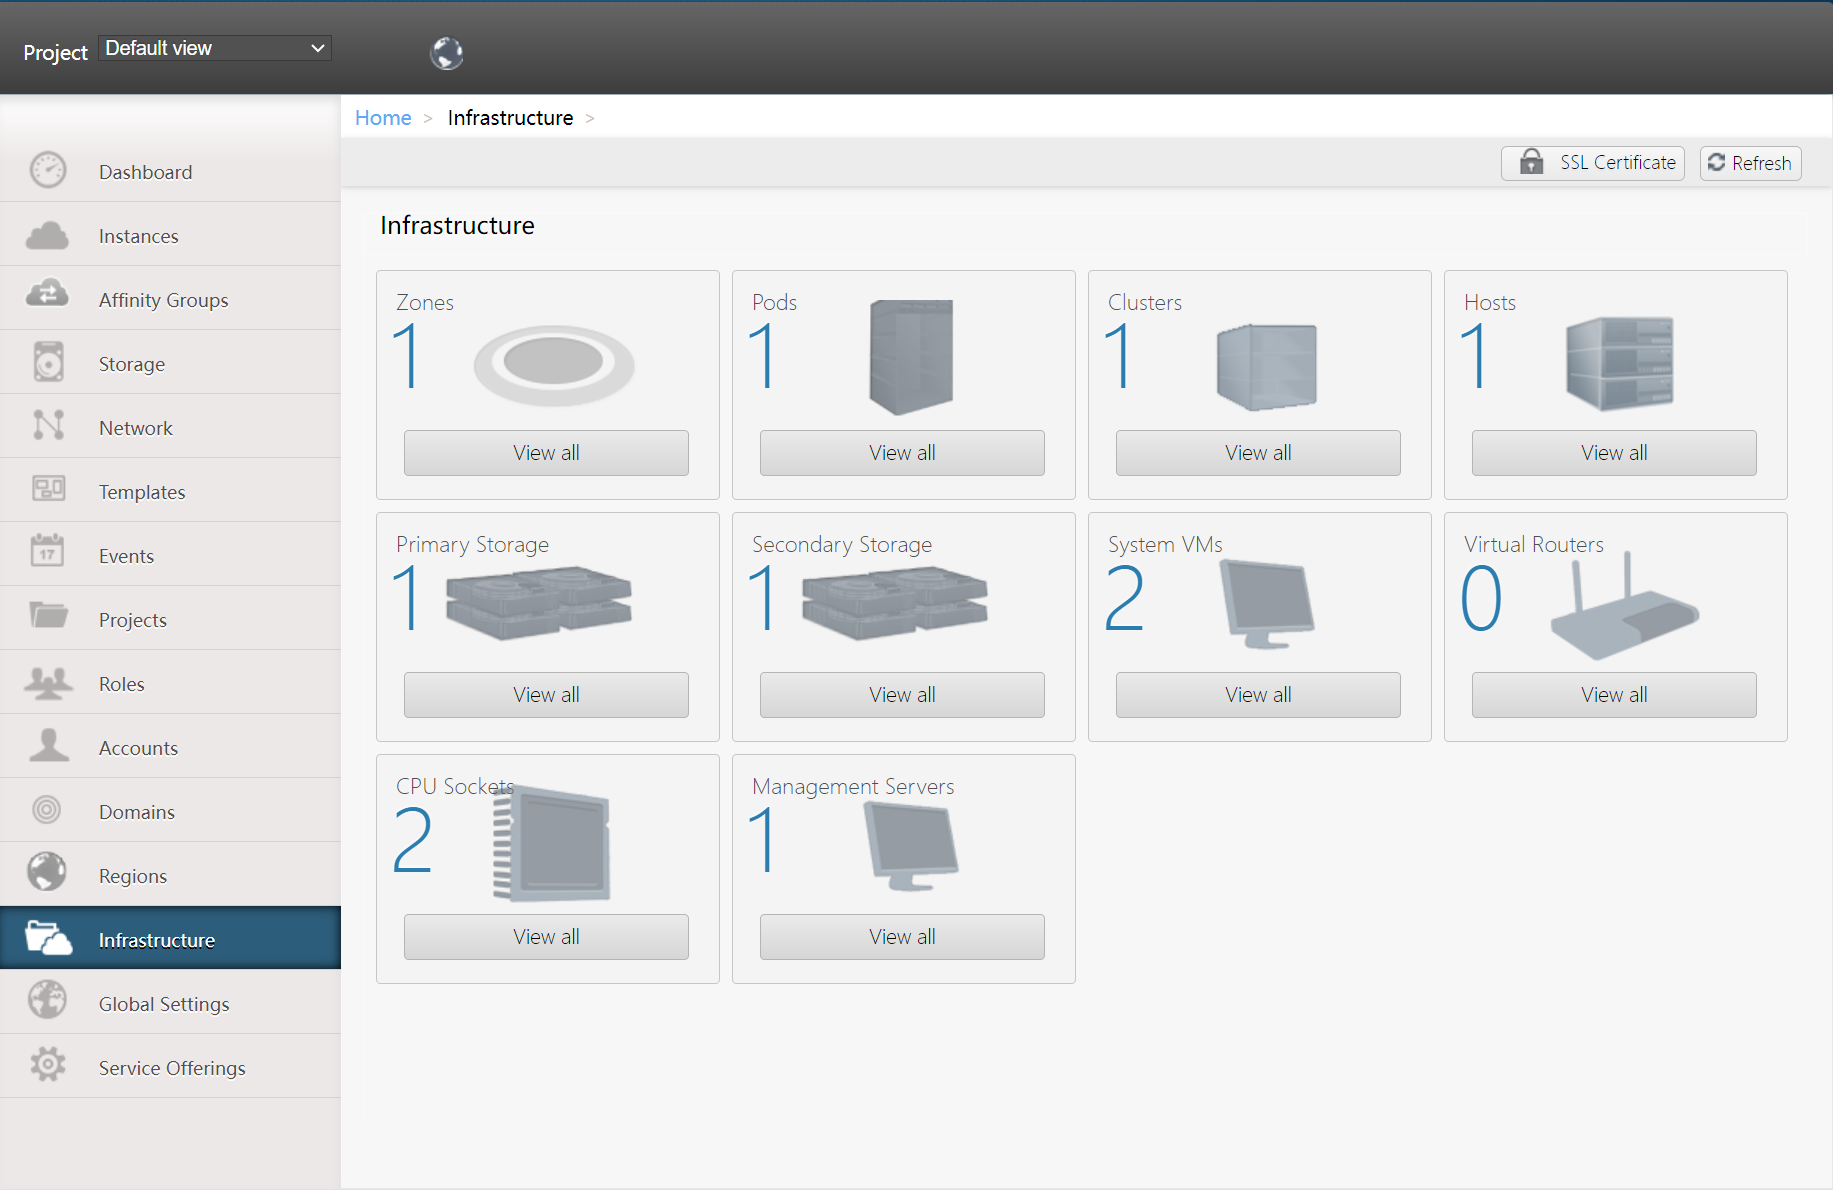 Project Default view
Home > Infrastructure >
SSL Certificate Refresh
Dashboard
Instances
Affinity Groups
Storage
Network
Templates
17
Events
Projects
Roles
Accounts
Domains
Regions
Infrastructure
Global Settings
Service Offerings
Infrastructure
Zones
1
View all
Pods
1
View all
Clusters
1
View all
Hosts
1
View all
Primary Storage
1
View all
Secondary Storage
1
View all
System VMs
2
View all
Virtual Routers
0
View all
CPU Sockets
2
View all
Management Servers
1
View all